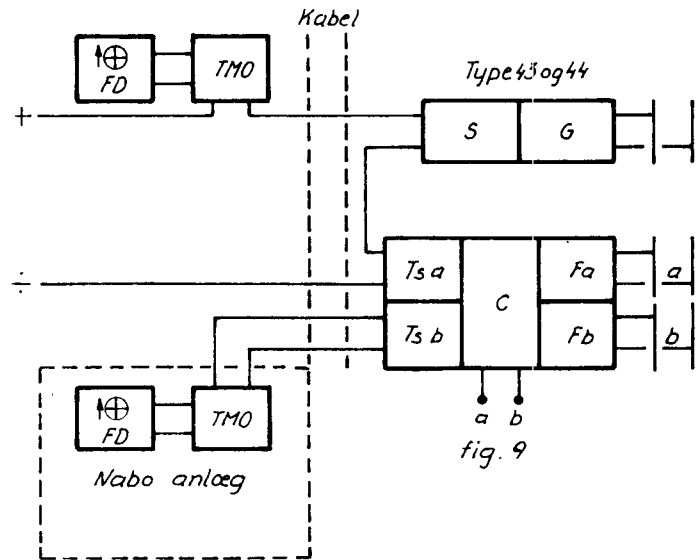 Kabel
FD
TMO
Type 43 og 44
+
S
G
÷
Ts a
C
Fa
a
Ts b
Fb
b
FD
TMO
a
b
Nabo anlæg
fig. 9